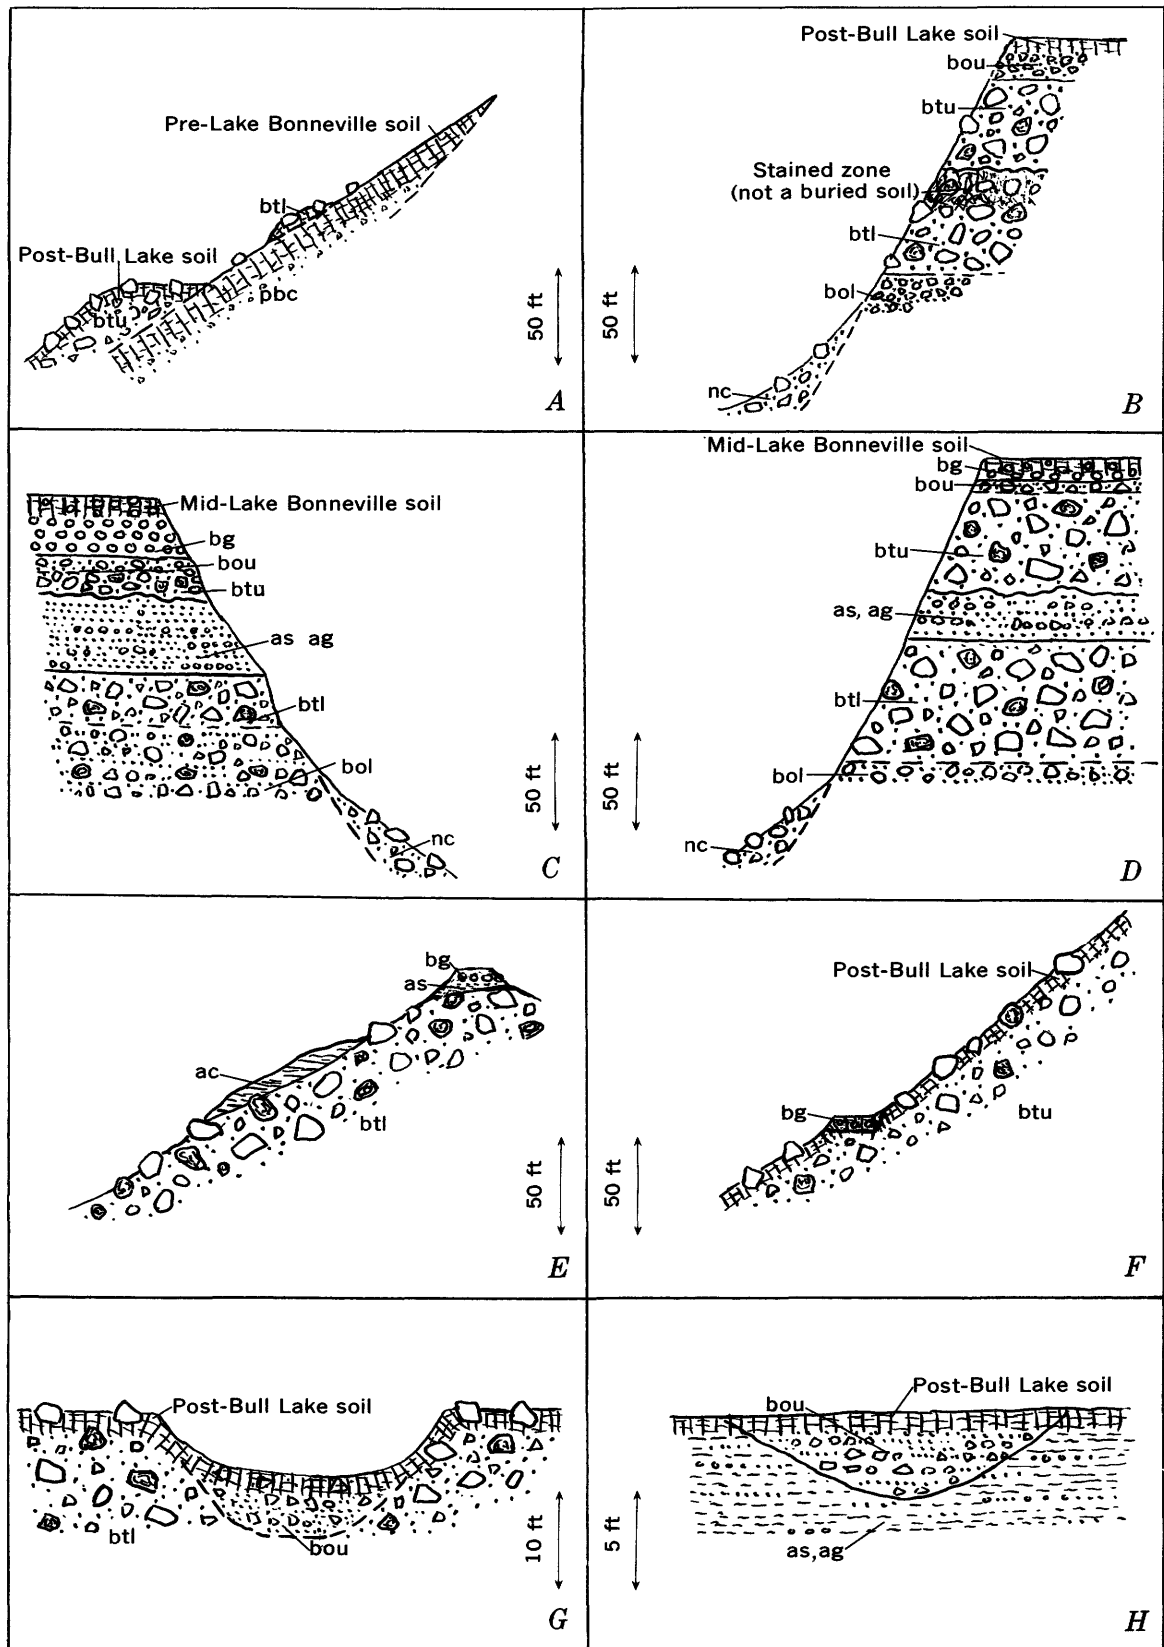 Pre-Lake Bonneville soil
btl
Post-Bull Lake soil
pbc
btu
50 ft
A
Post-Bull Lake soil
bou
btu
Stained zone
(not a buried soil)
btl
bol
50 ft
nc
B
Mid-Lake Bonneville soil
bg
bou
btu
as ag
btl
bol
50 ft
nc
C
Mid-Lake Bonneville soil
bg
bou
btu
as, ag
btl
bol
50 ft
nc
D
bg
as
ac
btl
50 ft
E
Post-Bull Lake soil
bg
btu
50 ft
F
Post-Bull Lake soil
btl
bou
10 ft
G
Post-Bull Lake soil
bou
5 ft
as,ag
H